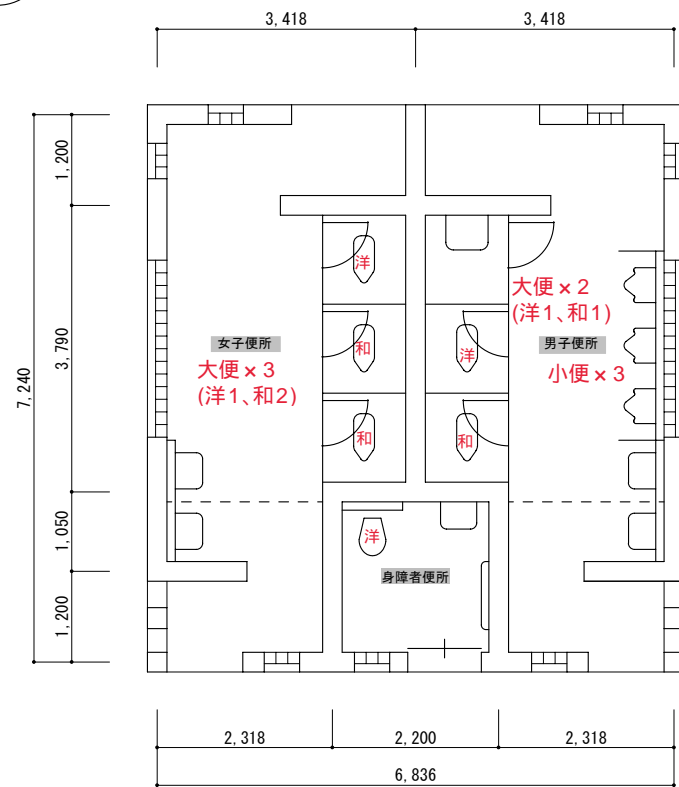 3,418
3,418
1,200
3,790
7,240
1,050
1,200
洋
大便×2
(洋1、和1)
女子便所
和
洋
男子便所
大便×3
(洋1、和2)
小便×3
和
和
洋
身障者便所
2,318
2,200
2,318
6,836